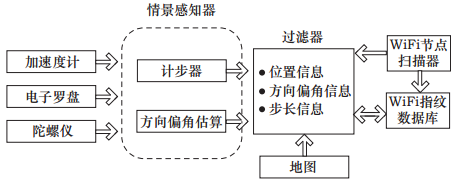 情景感知器
加速度计
电子罗盘
陀螺仪
计步器
方向偏角估算
过滤器
● 位置信息
● 方向偏角信息
● 步长信息
地图
WiFi节点
扫描器
WiFi指纹
数据库